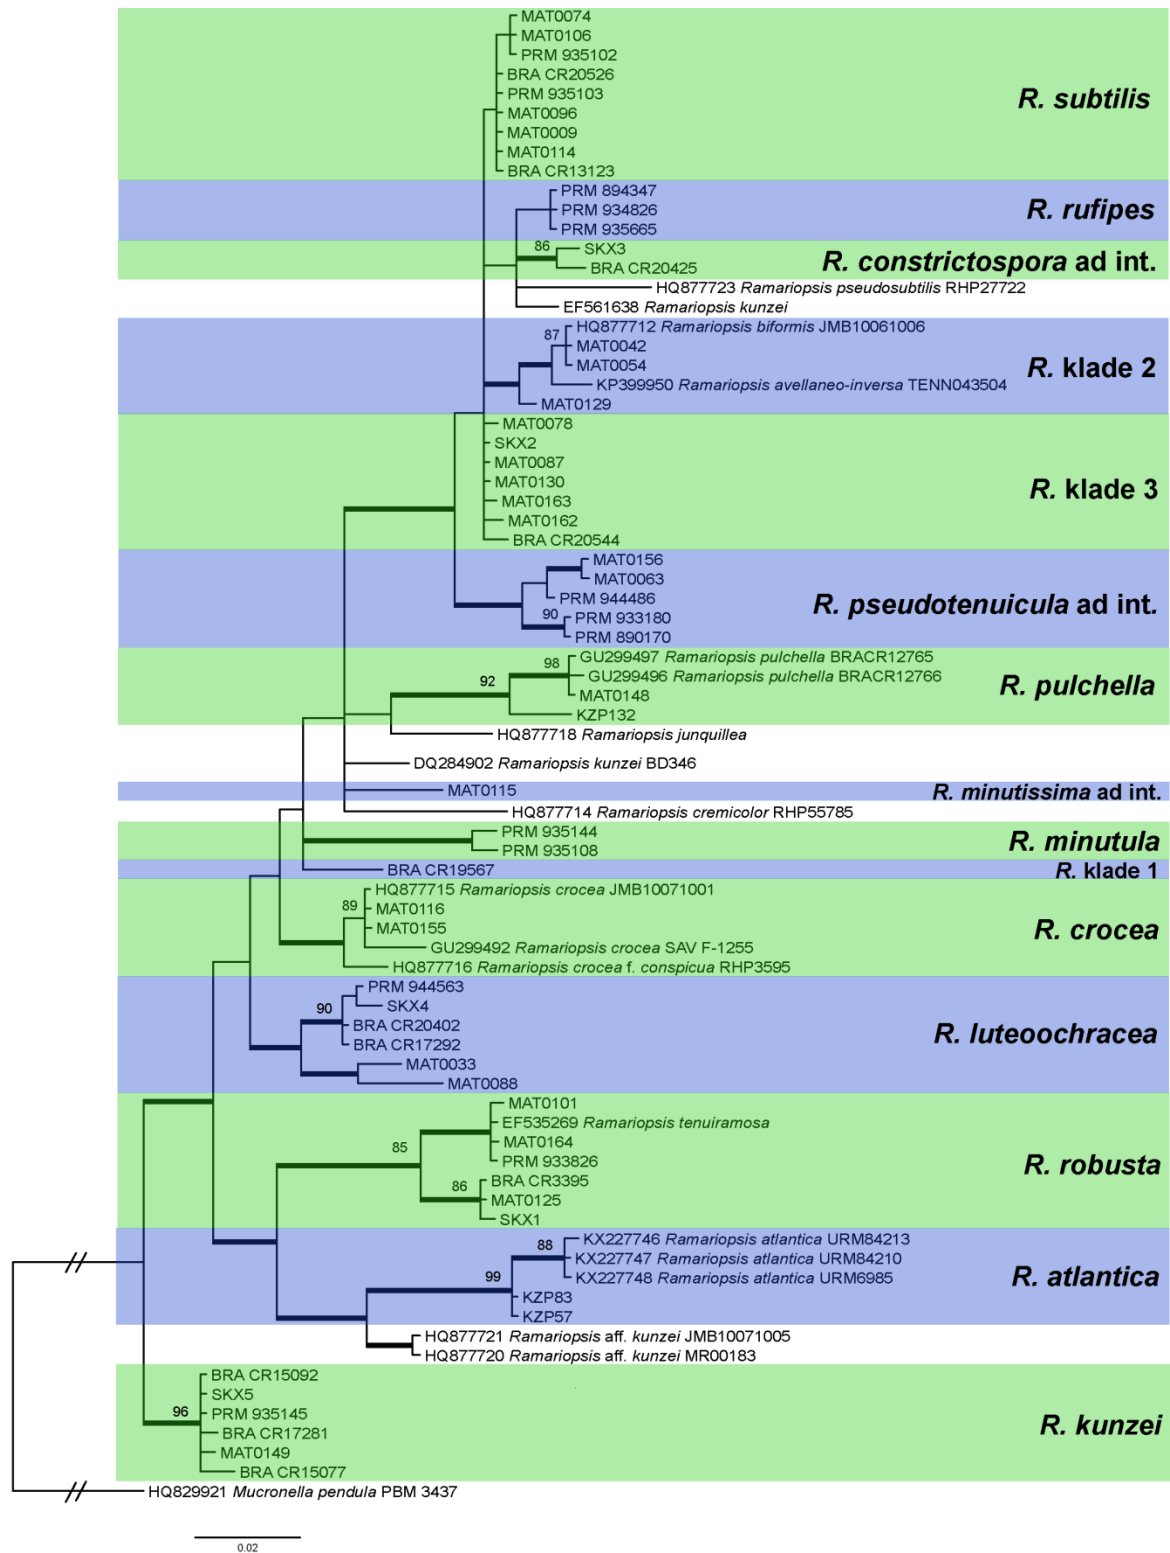 MAT0074
MAT0106
PRM 935102
BRA CR20526
PRM 935103
MAT0096
MAT0009
MAT0114
BRA CR13123
R. subtilis
PRM 894347
PRM 934826
PRM 935665
R. rufipes
86
SKX3
BRA CR20425
R. constrictospora ad int.
HQ877723 Ramariopsis pseudosubtilis RHP27722
EF561638 Ramariopsis kunzei
HQ877712 Ramariopsis biformis JMB10061006
87
MAT0042
MAT0054
KP399950 Ramariopsis avellaneo-inversa TENN043504
MAT0129
R. klade 2
MAT0078
SKX2
MAT0087
MAT0130
MAT0163
MAT0162
BRA CR20544
R. klade 3
MAT0156
MAT0063
PRM 944486
90
PRM 933180
PRM 890170
R. pseudotenuicula ad int.
GU299497 Ramariopsis pulchella BRACR12765
98
GU299496 Ramariopsis pulchella BRACR12766
92
MAT0148
KZP132
R. pulchella
HQ877718 Ramariopsis junquillea
DQ284902 Ramariopsis kunzei BD346
MAT0115
R. minutissima ad int.
HQ877714 Ramariopsis cremicolor RHP55785
PRM 935144
PRM 935108
R. minutula
BRA CR19567
R. klade 1
HQ877715 Ramariopsis crocea JMB10071001
89
MAT0116
MAT0155
GU299492 Ramariopsis crocea SAV F-1255
HQ877716 Ramariopsis crocea f. conspicua RHP3595
R. crocea
PRM 944563
90
SKX4
BRA CR20402
BRA CR17292
MAT0033
MAT0088
R. luteoochracea
MAT0101
EF535269 Ramariopsis tenuiramosa
MAT0164
85
PRM 933826
BRA CR3395
86
MAT0125
SKX1
R. robusta
KX227746 Ramariopsis atlantica URM84213
88
KX227747 Ramariopsis atlantica URM84210
KX227748 Ramariopsis atlantica URM6985
99
KZP83
KZP57
R. atlantica
HQ877721 Ramariopsis aff. kunzei JMB10071005
HQ877720 Ramariopsis aff. kunzei MR00183
BRA CR15092
SKX5
96
PRM 935145
BRA CR17281
MAT0149
BRA CR15077
R. kunzei
HQ829921 Mucronella pendula PBM 3437
0.02